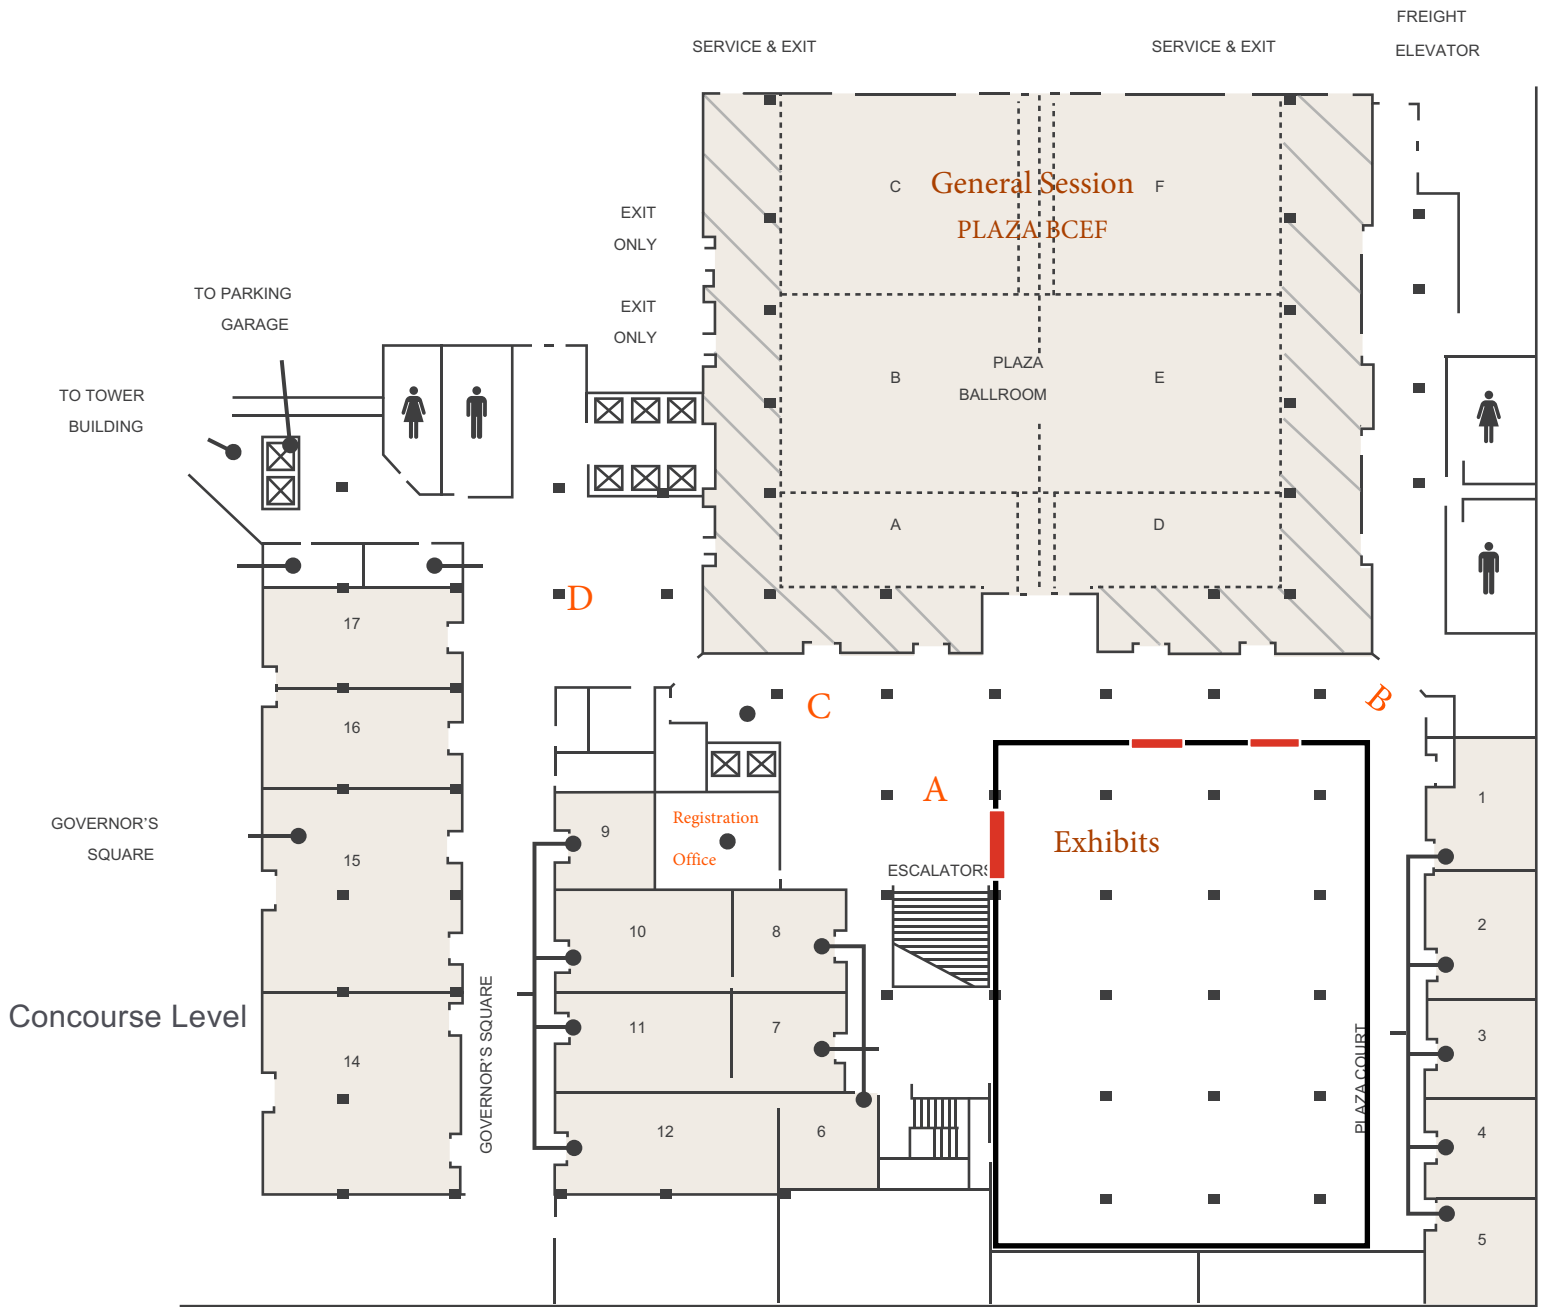 FREIGHT
ELEVATOR
SERVICE & EXIT
SERVICE & EXIT
C
General Session
F
PLAZA BCEF
EXIT
ONLY
TO PARKING
GARAGE
EXIT
ONLY
TO TOWER
BUILDING
B
PLAZA
BALLROOM
E
A
D
D
17
16
C
B
1
A
Registration
Office
9
Exhibits
GOVERNOR'S
SQUARE
15
ESCALATORS
10
8
2
Concourse Level
GOVERNOR'S SQUARE
11
7
PLAZA COURT
3
14
12
6
4
5